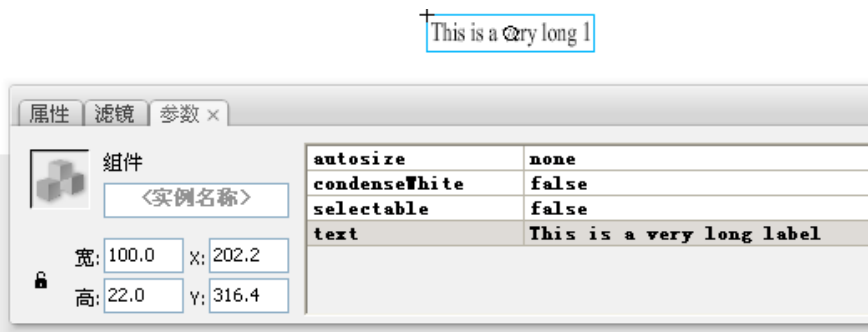 This is a very long l
属性 滤镜 参数 ×
组件
<实例名称>
宽: 100.0 X: 202.2
高: 22.0 Y: 316.4
autosize none
condenseWhite false
selectable false
text This is a very long label